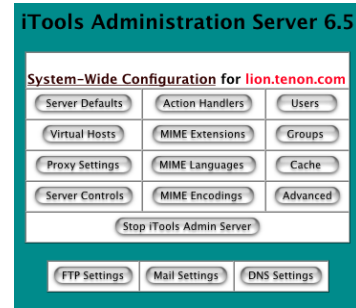 iTools Administration Server 6.5
System-Wide Configuration for lion.tenon.com
Server Defaults Action Handlers Users
Virtual Hosts MIME Extensions Groups
Proxy Settings MIME Languages Cache
Server Controls MIME Encodings Advanced
Stop iTools Admin Server
FTP Settings Mail Settings DNS Settings